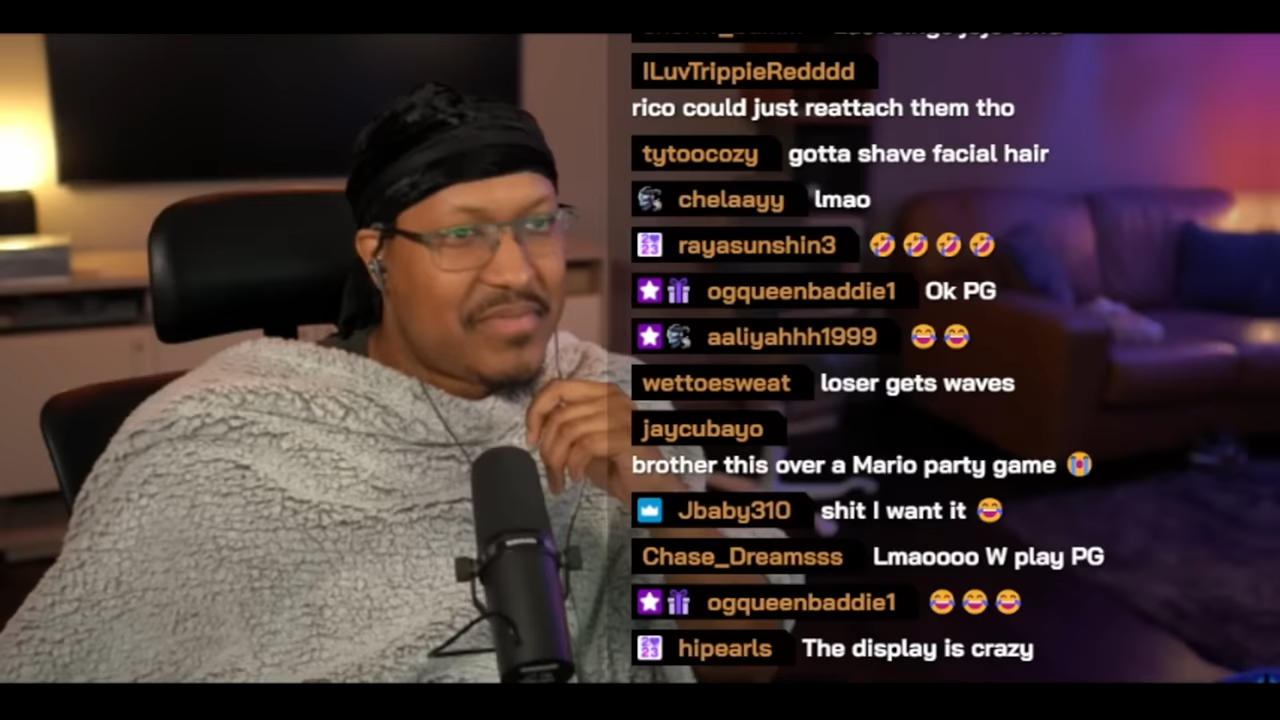 ILuvTrippieRedddd
rico could just reattach them tho
tytoocozy gotta shave facial hair
chelaayy lmao
2023 rayasunshin3 🤣 🤣 🤣 🤣
ogqueenbaddie1 Ok PG
aaliyahhh1999 😂 😂
wettoesweat loser gets waves
jaycubayo
brother this over a Mario party game 😭
Jbaby310 shit I want it 😂
Chase_Dreamsss Lmaoooo W play PG
ogqueenbaddie1 😂 😂 😂
2023 hipearls The display is crazy